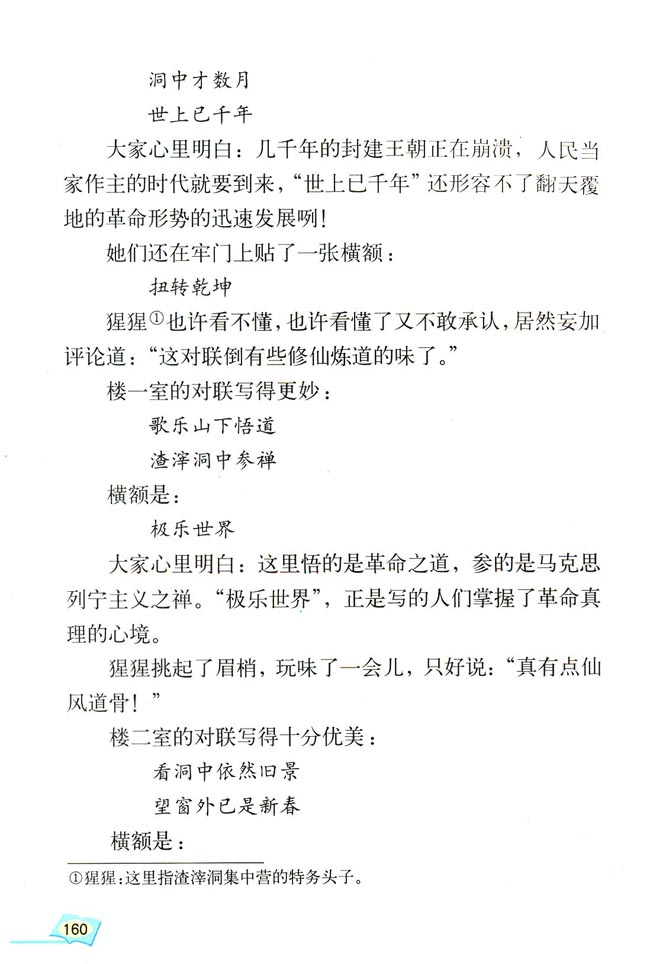 洞中才数月
世上已千年
大家心里明白：几千年的封建王朝正在崩溃，人民当
家作主的时代就要到来，“世上已千年”还形容不了翻天覆
地的革命形势的迅速发展咧！
她们还在牢门上贴了一张横额：
扭转乾坤
猩猩①也许看不懂，也许看懂了又不敢承认，居然妄加
评论道：“这对联倒有些修仙炼道的味了。”
楼一室的对联写得更妙：
歌乐山下悟道
渣滓洞中参禅
横额是：
极乐世界
大家心里明白：这里悟的是革命之道，参的是马克思
列宁主义之禅。“极乐世界”，正是写的人们掌握了革命真
理的心境。
猩猩挑起了眉梢，玩味了一会儿，只好说：“真有点仙
风道骨！”
楼二室的对联写得十分优美：
看洞中依然旧景
望窗外已是新春
横额是：
①猩猩：这里指渣滓洞集中营的特务头子。
160